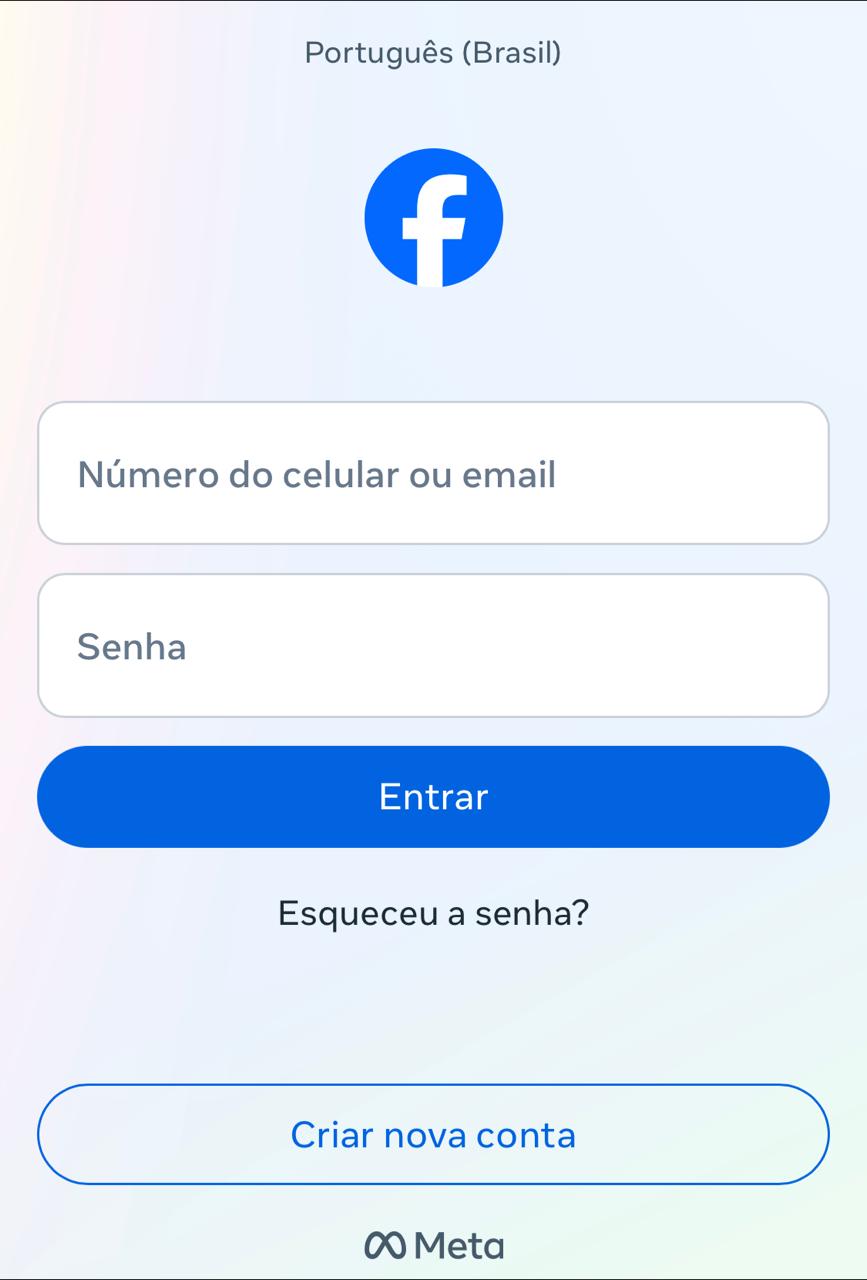 Português (Brasil)
Número do celular ou email
Senha
Entrar
Esqueceu a senha?
Criar nova conta
Meta